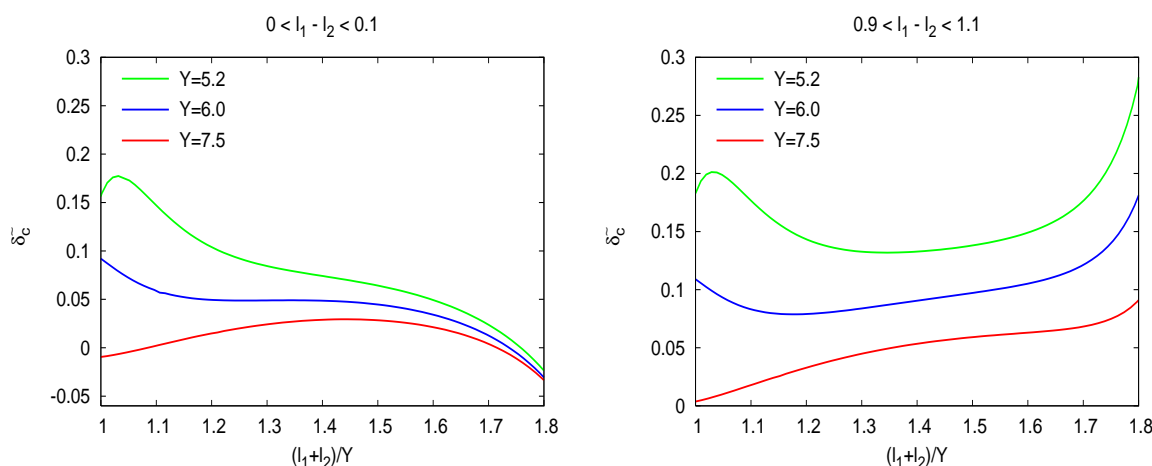 0 < l₁ - l₂ < 0.1
0.3
0.25
0.2
0.15
0.1
0.05
0
-0.05
δc̃
Y=5.2
Y=6.0
Y=7.5
1 1.1 1.2 1.3 1.4 1.5 1.6 1.7 1.8
(l₁+l₂)/Y
0.9 < l₁ - l₂ < 1.1
0.3
0.25
0.2
0.15
0.1
0.05
0
δc̃
Y=5.2
Y=6.0
Y=7.5
1 1.1 1.2 1.3 1.4 1.5 1.6 1.7 1.8
(l₁+l₂)/Y